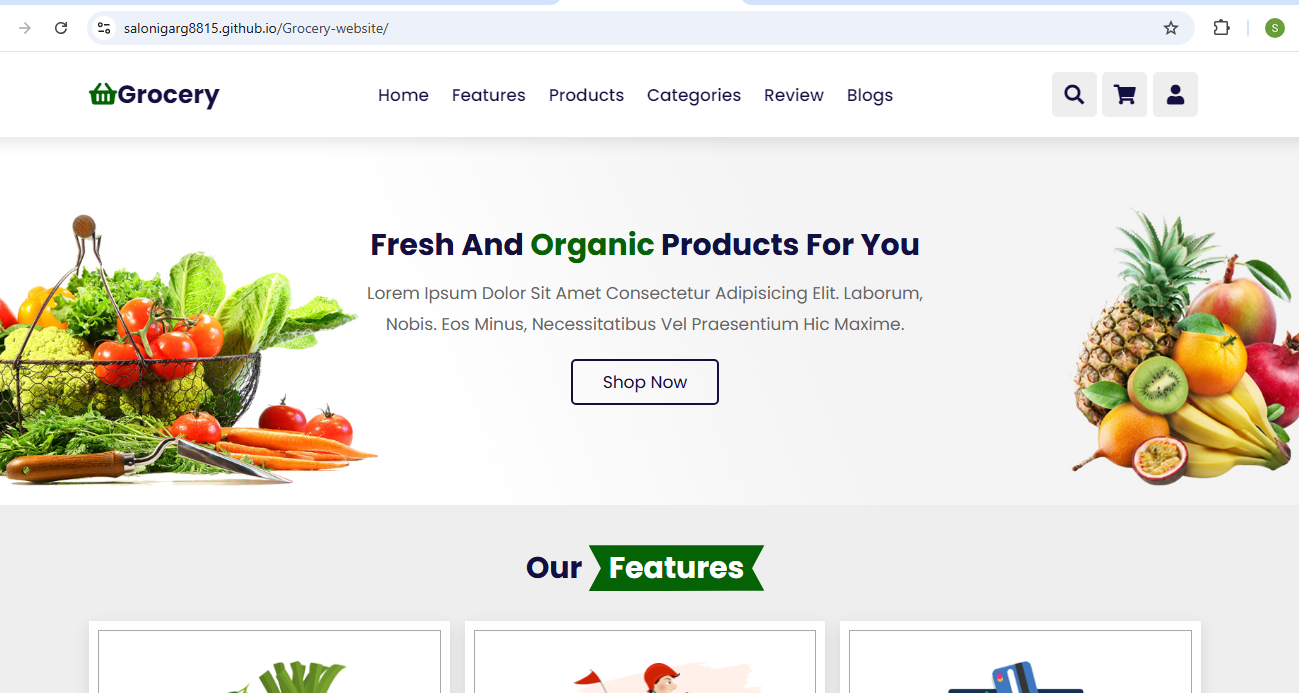 salonigarg8815.github.io/Grocery-website/
S
Grocery
Home Features Products Categories Review Blogs
Fresh And Organic Products For You
Lorem Ipsum Dolor Sit Amet Consectetur Adipisicing Elit. Laborum,
Nobis. Eos Minus, Necessitatibus Vel Praesentium Hic Maxime.
Shop Now
Our Features